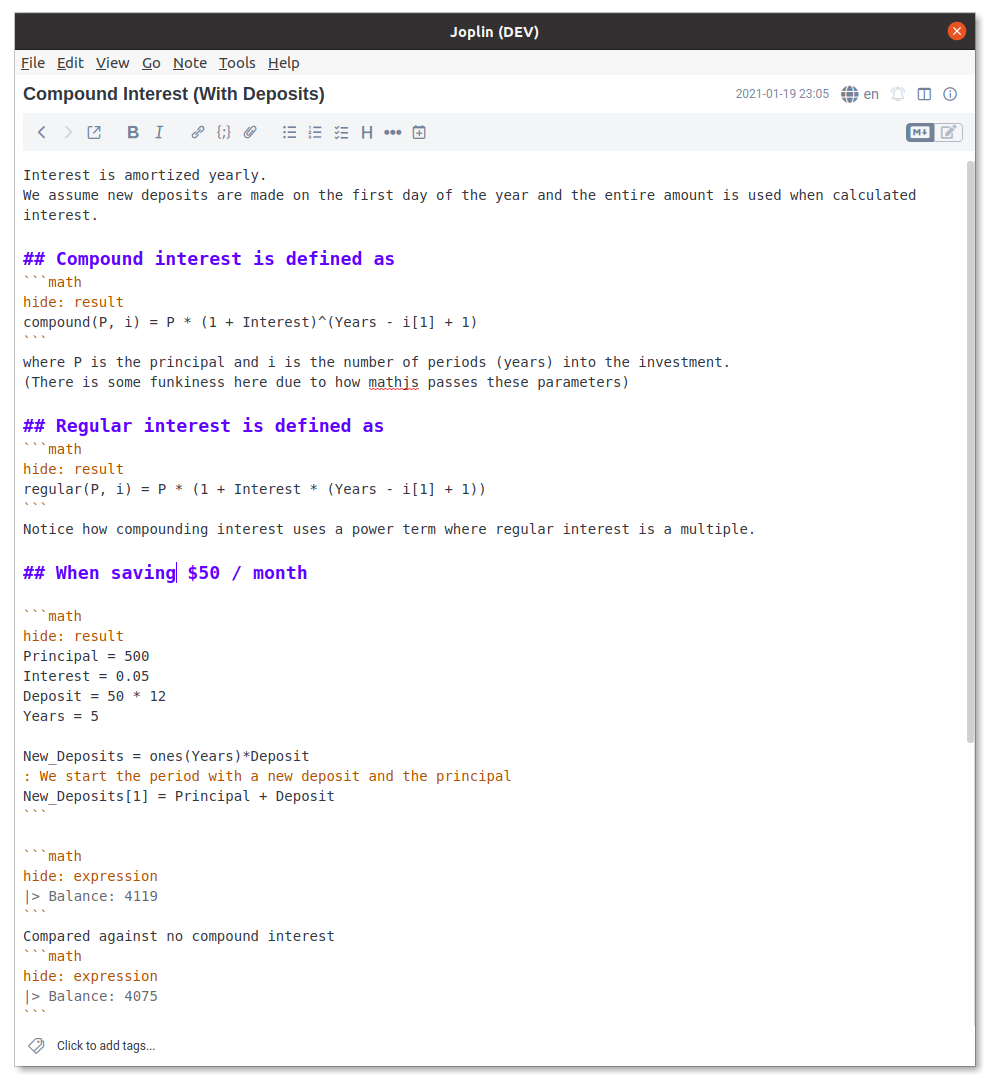 Joplin (DEV)
File Edit View Go Note Tools Help
Compound Interest (With Deposits) 2021-01-19 23:05 en
B I {;} H M↓
Interest is amortized yearly.
We assume new deposits are made on the first day of the year and the entire amount is used when calculated
interest.
## Compound interest is defined as
```math
hide: result
compound(P, i) = P * (1 + Interest)^(Years - i[1] + 1)
```
where P is the principal and i is the number of periods (years) into the investment.
(There is some funkiness here due to how mathjs passes these parameters)
## Regular interest is defined as
```math
hide: result
regular(P, i) = P * (1 + Interest * (Years - i[1] + 1))
```
Notice how compounding interest uses a power term where regular interest is a multiple.
## When saving $50 / month
```math
hide: result
Principal = 500
Interest = 0.05
Deposit = 50 * 12
Years = 5
New_Deposits = ones(Years)*Deposit
: We start the period with a new deposit and the principal
New_Deposits[1] = Principal + Deposit
```
```math
hide: expression
|> Balance: 4119
```
Compared against no compound interest
```math
hide: expression
|> Balance: 4075
```
Click to add tags...